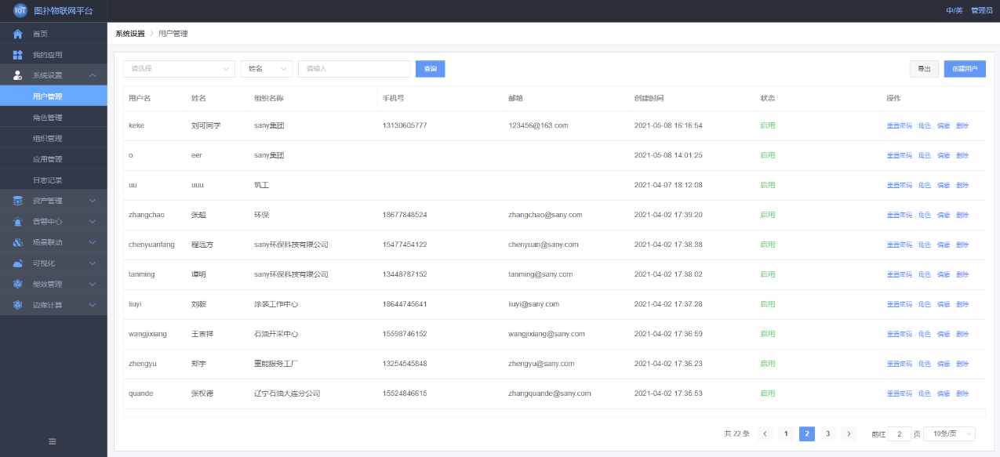 IoT 图扑物联网平台
中/英 管理员
首页
我的应用
系统设置
用户管理
角色管理
组织管理
应用管理
日志记录
资产管理
告警中心
场景联动
可视化
能效管理
边缘计算
系统设置 > 用户管理
请选择 姓名 请输入 查询 导出 创建用户
用户名 姓名 组织名称 手机号 邮箱 创建时间 状态 操作
keke 刘可同学 sany集团 13130605777 123456@163.com 2021-05-08 16:16:54 启用 重置密码 角色 编辑 删除
o eer sany集团 2021-05-08 14:01:25 启用 重置密码 角色 编辑 删除
uu uuu 筑工 2021-04-07 18:12:08 启用 重置密码 角色 编辑 删除
zhangchao 张超 环保 18677848524 zhangchao@sany.com 2021-04-02 17:39:20 启用 重置密码 角色 编辑 删除
chenyuanfang 程远方 sany环保科技有限公司 15477454122 chenyuan@sany.com 2021-04-02 17:38:38 启用 重置密码 角色 编辑 删除
tanming 谭明 sany环保科技有限公司 13448787152 tanming@sany.com 2021-04-02 17:38:02 启用 重置密码 角色 编辑 删除
liuyi 刘毅 涂装工作中心 18644745641 liuyi@sany.com 2021-04-02 17:37:28 启用 重置密码 角色 编辑 删除
wangjixiang 王吉祥 石油开采中心 15598746152 wangjixiang@sany.com 2021-04-02 17:36:59 启用 重置密码 角色 编辑 删除
zhengyu 郑宇 重能服务工厂 13254545848 zhengyu@sany.com 2021-04-02 17:36:23 启用 重置密码 角色 编辑 删除
quande 张权德 辽宁石油大连分公司 15524846615 zhangquande@sany.com 2021-04-02 17:35:53 启用 重置密码 角色 编辑 删除
共 22 条 < 1 2 3 > 前往 2 页 10条/页